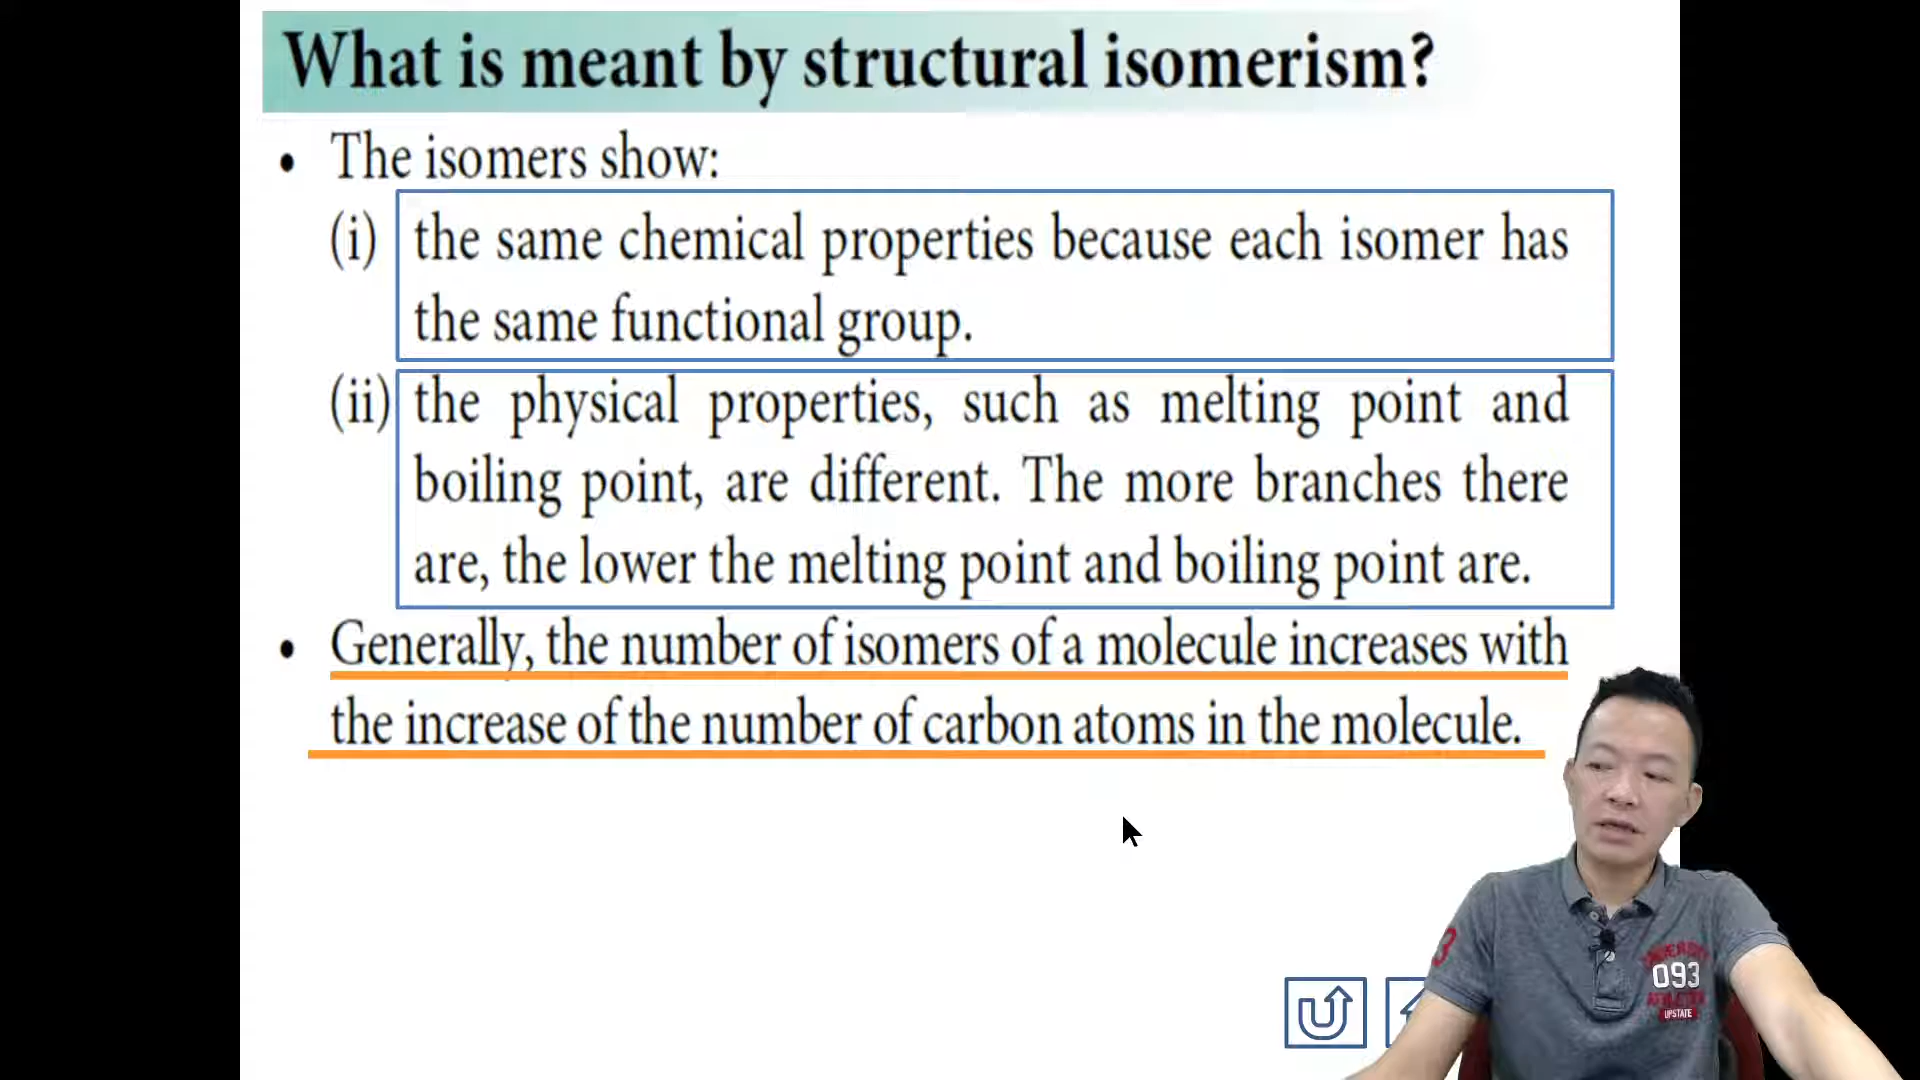 What is meant by structural isomerism?
• The isomers show:
(i) the same chemical properties because each isomer has
the same functional group.
(ii) the physical properties, such as melting point and
boiling point, are different. The more branches there
are, the lower the melting point and boiling point are.
• Generally, the number of isomers of a molecule increases with
the increase of the number of carbon atoms in the molecule.
3
093
UPSTATE